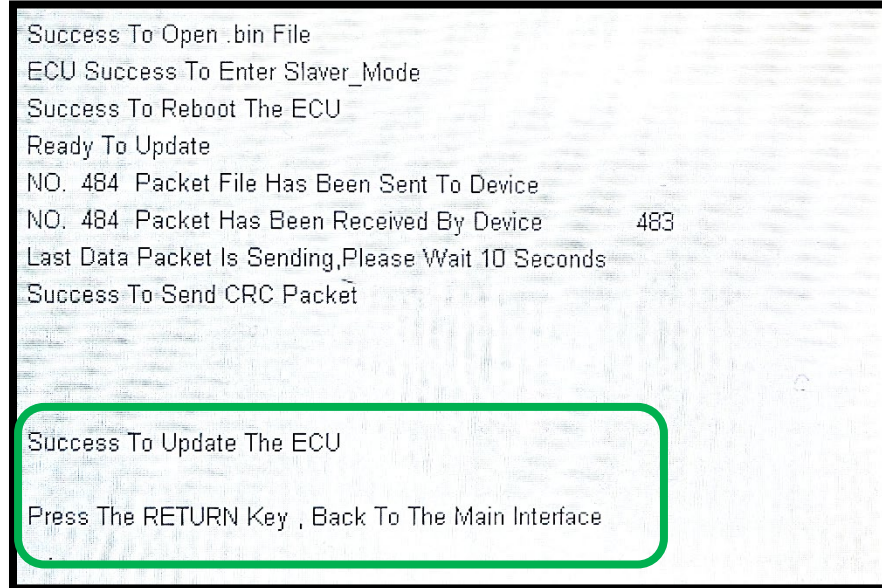 Success To Open .bin File
ECU Success To Enter Slaver_Mode
Success To Reboot The ECU
Ready To Update
NO. 484 Packet File Has Been Sent To Device
NO. 484 Packet Has Been Received By Device 483
Last Data Packet Is Sending,Please Wait 10 Seconds
Success To Send CRC Packet
Success To Update The ECU
Press The RETURN Key , Back To The Main Interface